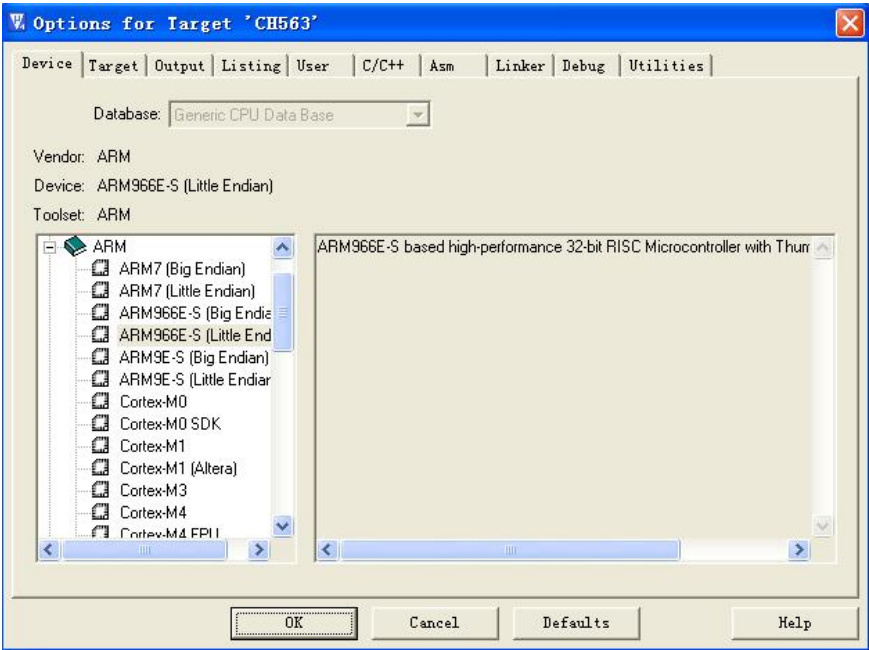 Options for Target 'CH563'
Device Target Output Listing User C/C++ Asm Linker Debug Utilities
Database: Generic CPU Data Base
Vendor: ARM
Device: ARM966E-S (Little Endian)
Toolset: ARM
ARM
ARM7 (Big Endian)
ARM7 (Little Endian)
ARM966E-S (Big Endia
ARM966E-S (Little End
ARM9E-S (Big Endian)
ARM9E-S (Little Endian
Cortex-M0
Cortex-M0 SDK
Cortex-M1
Cortex-M1 (Altera)
Cortex-M3
Cortex-M4
Cortex-M4 FPU
ARM966E-S based high-performance 32-bit RISC Microcontroller with Thum
OK Cancel Defaults Help